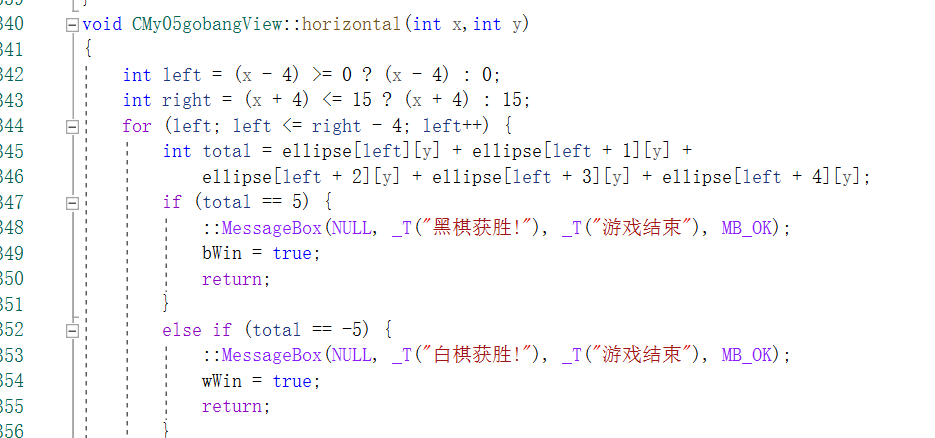 340 void CMy05gobangView::horizontal(int x,int y)
341 {
342 int left = (x - 4) >= 0 ? (x - 4) : 0;
343 int right = (x + 4) <= 15 ? (x + 4) : 15;
344 for (left; left <= right - 4; left++) {
345 int total = ellipse[left][y] + ellipse[left + 1][y] +
346 ellipse[left + 2][y] + ellipse[left + 3][y] + ellipse[left + 4][y];
347 if (total == 5) {
348 ::MessageBox(NULL, _T("黑棋获胜!"), _T("游戏结束"), MB_OK);
349 bWin = true;
350 return;
351 }
352 else if (total == -5) {
353 ::MessageBox(NULL, _T("白棋获胜!"), _T("游戏结束"), MB_OK);
354 wWin = true;
355 return;
356 }